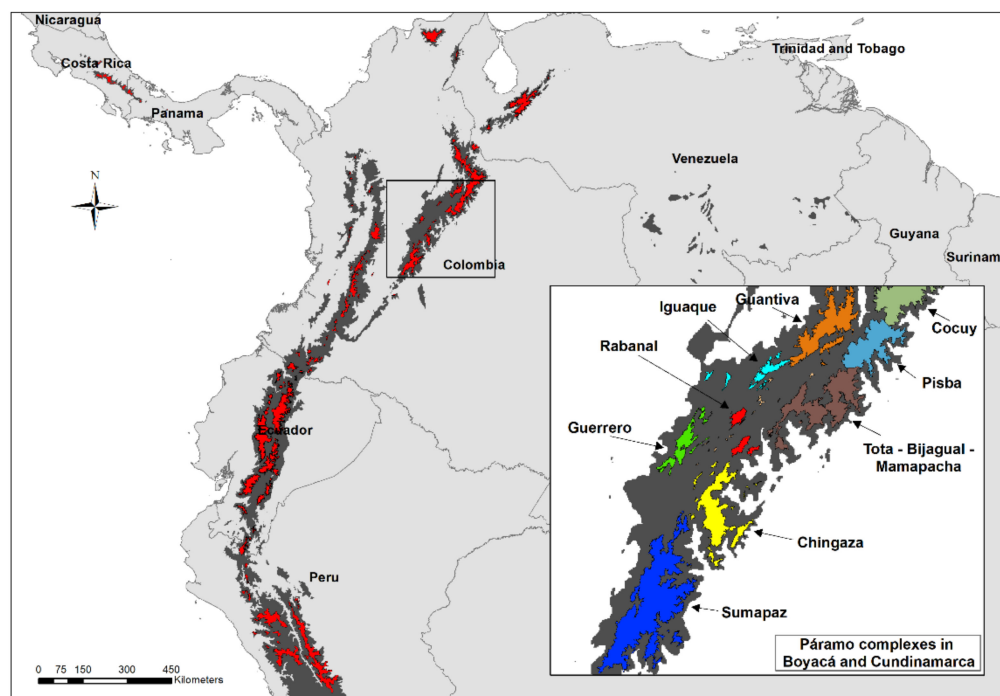 Nicaragua
Costa Rica
Panama
Trinidad and Tobago
Venezuela
Guyana
Surinam
N
Colombia
Ecuador
Peru
0 75 150 300 450
Kilometers
Guantiva
Iguaque
Cocuy
Rabanal
Pisba
Guerrero
Tota - Bijagual -
Mamapacha
Chingaza
Sumapaz
Páramo complexes in
Boyacá and Cundinamarca